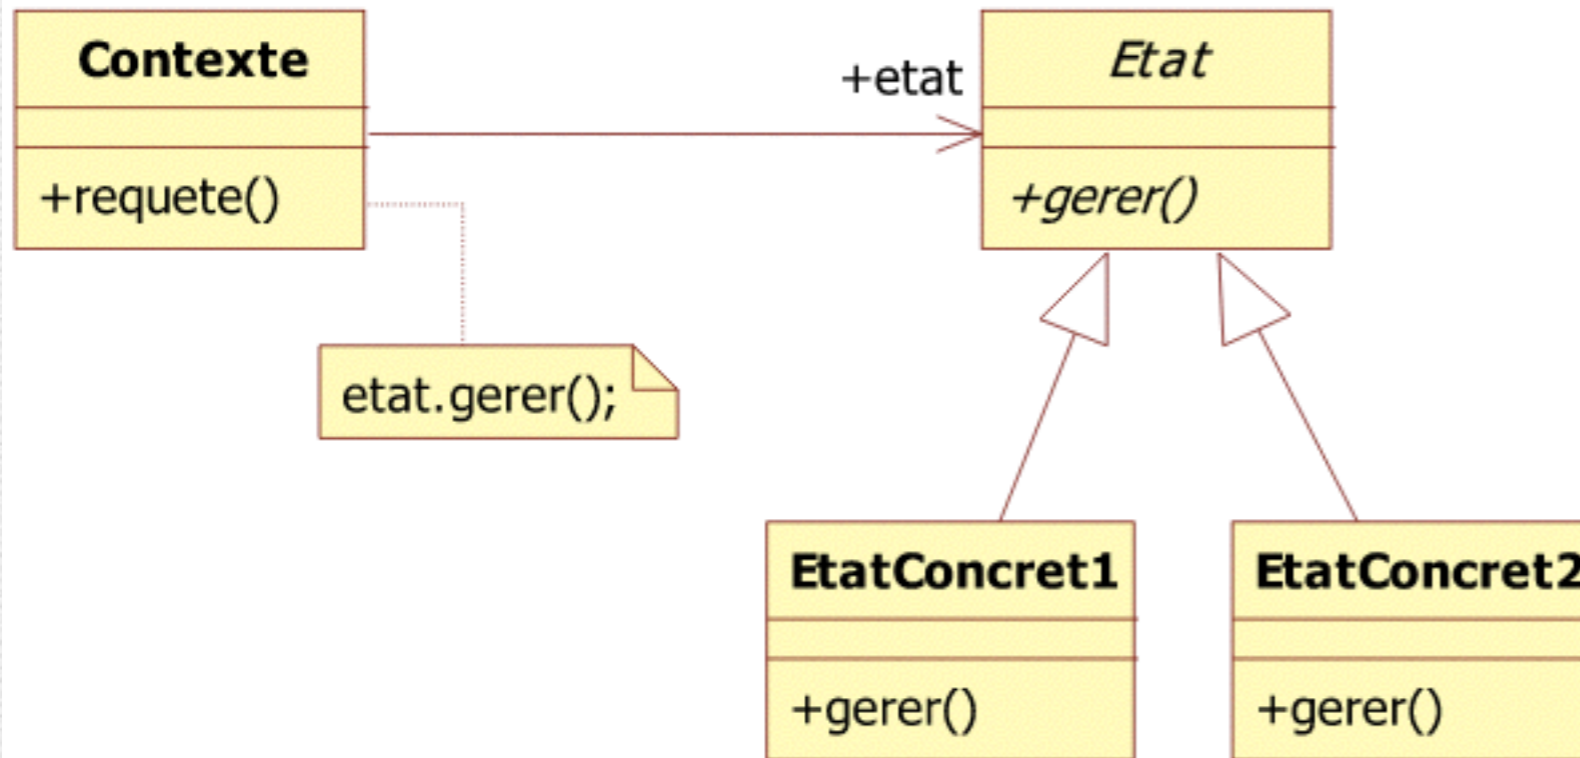 Contexte
+requete()
+etat
Etat
+gerer()
etat.gerer();
EtatConcret1
+gerer()
EtatConcret2
+gerer()